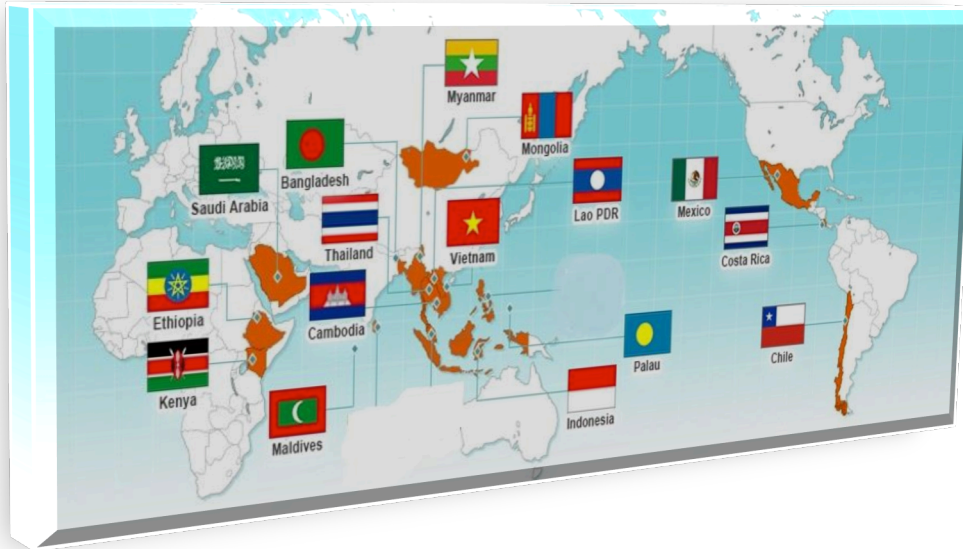 Myanmar
Mongolia
Bangladesh
Saudi Arabia
Lao PDR
Mexico
Thailand
Vietnam
Costa Rica
Ethiopia
Cambodia
Palau
Chile
Kenya
Indonesia
Maldives